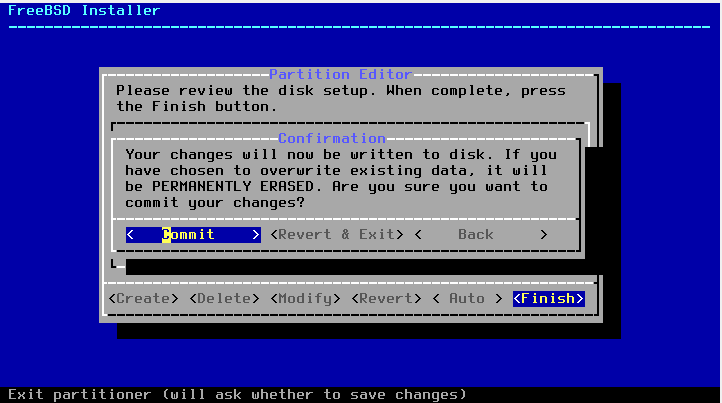 FreeBSD Installer
Partition Editor
Please review the disk setup. When complete, press
the Finish button.
Confirmation
Your changes will now be written to disk. If you
have chosen to overwrite existing data, it will
be PERMANENTLY ERASED. Are you sure you want to
commit your changes?
<   Commit    > <Revert & Exit> <    Back     >
<Create> <Delete> <Modify> <Revert> < Auto > <Finish>
Exit partitioner (will ask whether to save changes)